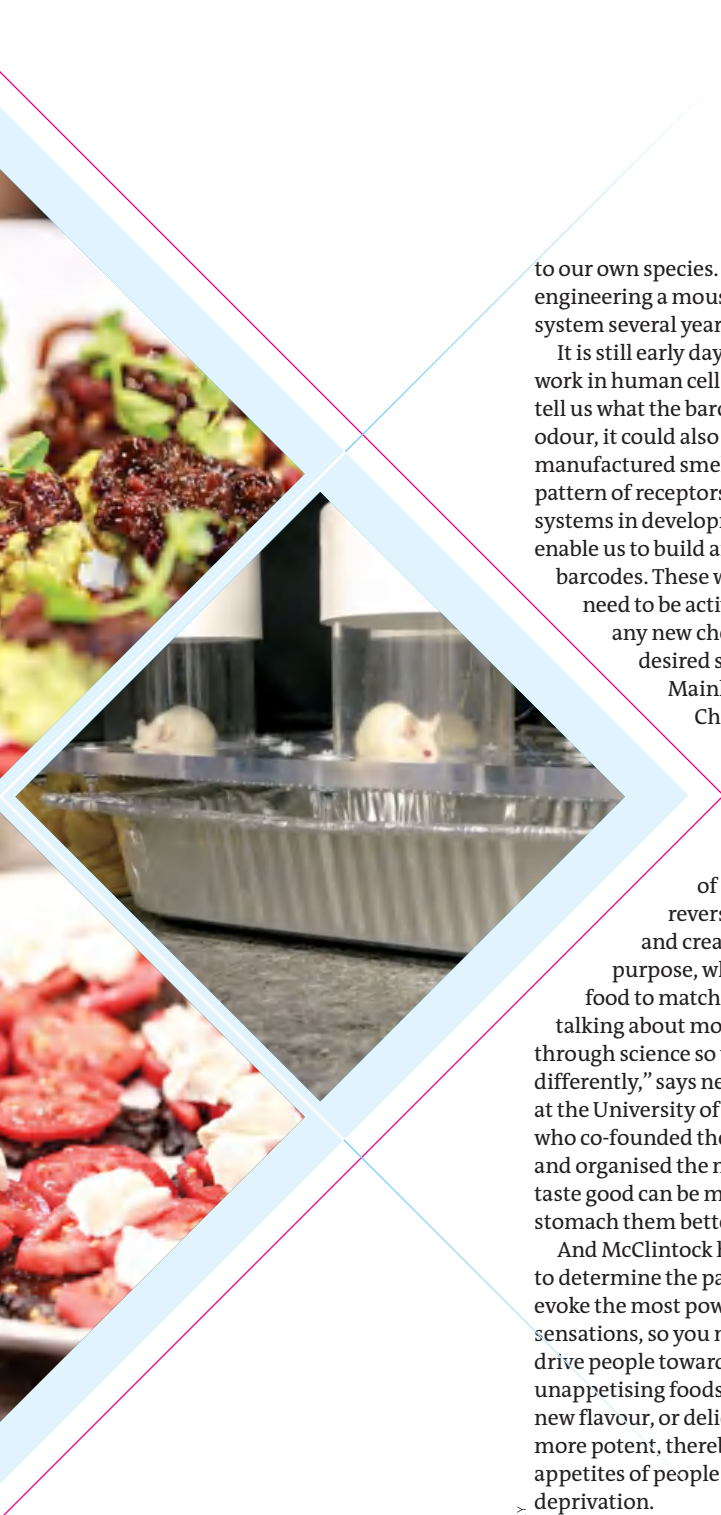 to our own species.
engineering a mous
system several year
It is still early day
work in human cell
tell us what the barc
odour, it could also
manufactured sme
pattern of receptors
systems in developm
enable us to build a
barcodes. These w
need to be acti
any new che
desired s
Mainl
Ch
of
revers
and crea
purpose, wh
food to match
talking about mo
through science so
differently,” says ne
at the University of
who co-founded the
and organised the m
taste good can be m
stomach them bette
And McClintock h
to determine the pa
evoke the most pow
sensations, so you m
drive people toward
unappetising foods
new flavour, or delic
more potent, thereb
appetites of people
deprivation.
Y